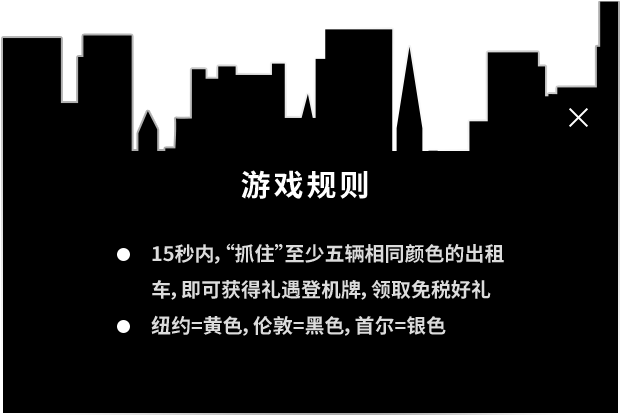 游戏规则
15秒内，“抓住”至少五辆相同颜色的出租
车，即可获得礼遇登机牌，领取免税好礼
纽约=黄色，伦敦=黑色，首尔=银色